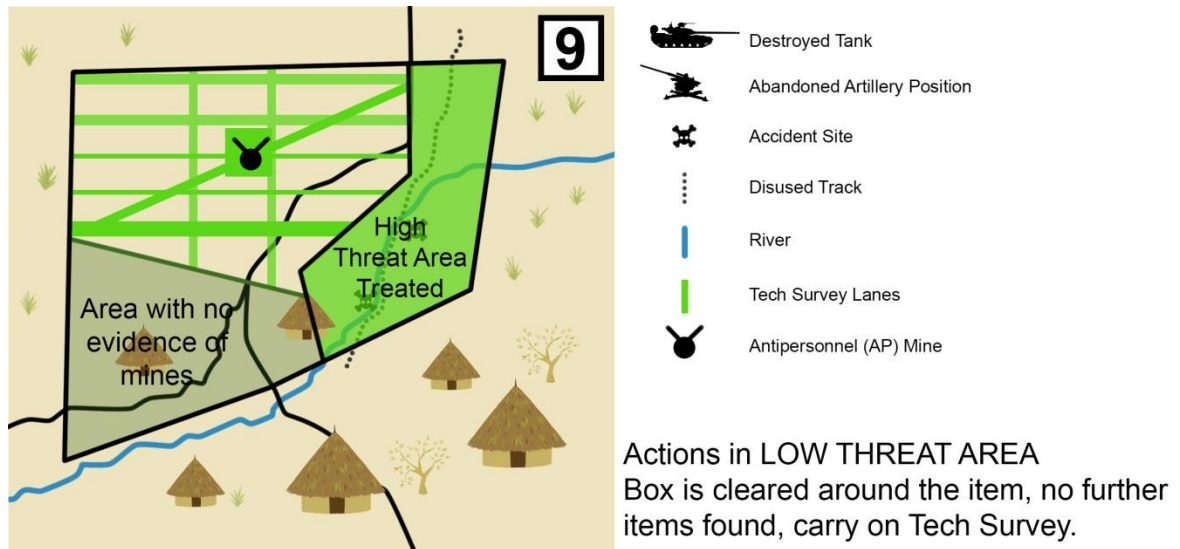 9
High
Threat Area
Treated
Area with no
evidence of
mines
Destroyed Tank
Abandoned Artillery Position
Accident Site
Disused Track
River
Tech Survey Lanes
Antipersonnel (AP) Mine
Actions in LOW THREAT AREA
Box is cleared around the item, no further
items found, carry on Tech Survey.